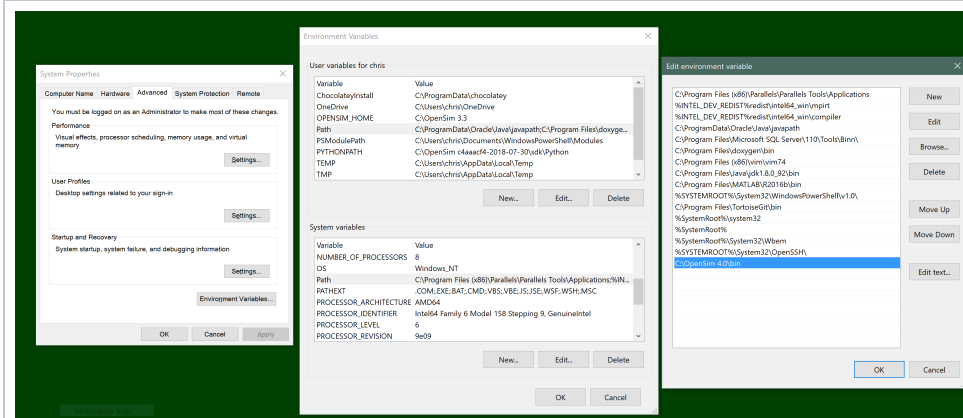 System Properties
Computer Name Hardware Advanced System Protection Remote
You must be logged on as an Administrator to make most of these changes.
Performance
Visual effects, processor scheduling, memory usage, and virtual
memory
Settings...
User Profiles
Desktop settings related to your sign-in
Settings...
Startup and Recovery
System startup, system failure, and debugging information
Settings...
Environment Variables...
OK Cancel Apply
Environment Variables
User variables for chris
Variable Value
ChocolateyInstall C:\ProgramData\chocolatey
OneDrive C:\Users\chris\OneDrive
OPENSIM_HOME C:\OpenSim 3.3
Path C:\ProgramData\Oracle\Java\javapath;C:\Program Files\doxyge...
PSModulePath C:\Users\chris\Documents\WindowsPowerShell\Modules
PYTHONPATH C:\OpenSim c4aaacf4-2018-07-30\sdk\Python
TEMP C:\Users\chris\AppData\Local\Temp
TMP C:\Users\chris\AppData\Local\Temp
New... Edit... Delete
System variables
Variable Value
NUMBER_OF_PROCESSORS 8
OS Windows_NT
Path C:\Program Files (x86)\Parallels\Parallels Tools\Applications;%IN...
PATHEXT .COM;.EXE;.BAT;.CMD;.VBS;.VBE;.JS;.JSE;.WSF;.WSH;.MSC
PROCESSOR_ARCHITECTURE AMD64
PROCESSOR_IDENTIFIER Intel64 Family 6 Model 158 Stepping 9, GenuineIntel
PROCESSOR_LEVEL 6
PROCESSOR_REVISION 9e09
New... Edit... Delete
OK Cancel
Edit environment variable
C:\Program Files (x86)\Parallels\Parallels Tools\Applications
%INTEL_DEV_REDIST%redist\intel64_win\mpirt
%INTEL_DEV_REDIST%redist\intel64_win\compiler
C:\ProgramData\Oracle\Java\javapath
C:\Program Files\Microsoft SQL Server\110\Tools\Binn\
C:\Program Files\doxygen\bin
C:\Program Files (x86)\vim\vim74
C:\Program Files\Java\jdk1.8.0_92\bin
C:\Program Files\MATLAB\R2016b\bin
%SYSTEMROOT%\System32\WindowsPowerShell\v1.0\
C:\Program Files\TortoiseGit\bin
%SystemRoot%\system32
%SystemRoot%
%SystemRoot%\System32\Wbem
%SYSTEMROOT%\System32\OpenSSH\
C:\OpenSim 4.0\bin
New
Edit
Browse...
Delete
Move Up
Move Down
Edit text...
OK Cancel